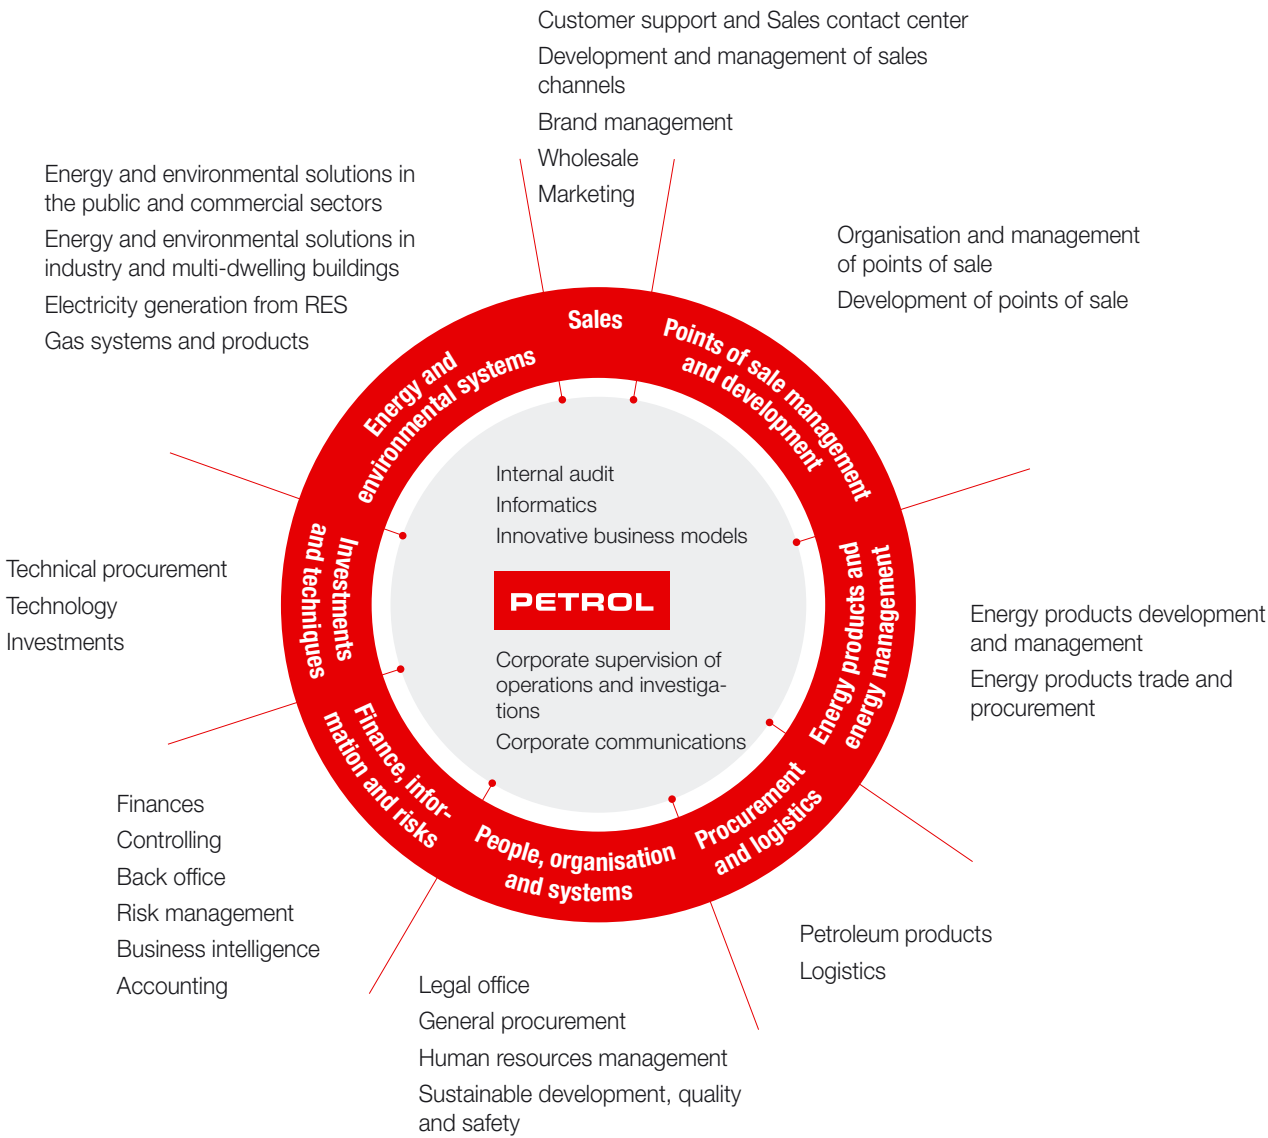 Customer support and Sales contact center
Development and management of sales
channels
Brand management
Wholesale
Marketing
Energy and environmental solutions in
the public and commercial sectors
Energy and environmental solutions in
industry and multi-dwelling buildings
Electricity generation from RES
Gas systems and products
Organisation and management
of points of sale
Development of points of sale
Sales
Points of sale management
and development
Energy and
environmental systems
Internal audit
Informatics
Innovative business models
PETROL
Corporate supervision of
operations and investiga-
tions
Corporate communications
Investments
and techniques
Energy products and
energy management
Technical procurement
Technology
Investments
Energy products development
and management
Energy products trade and
procurement
Finance, infor-
mation and risks
People, organisation
and systems
Procurement
and logistics
Finances
Controlling
Back office
Risk management
Business intelligence
Accounting
Legal office
General procurement
Human resources management
Sustainable development, quality
and safety
Petroleum products
Logistics